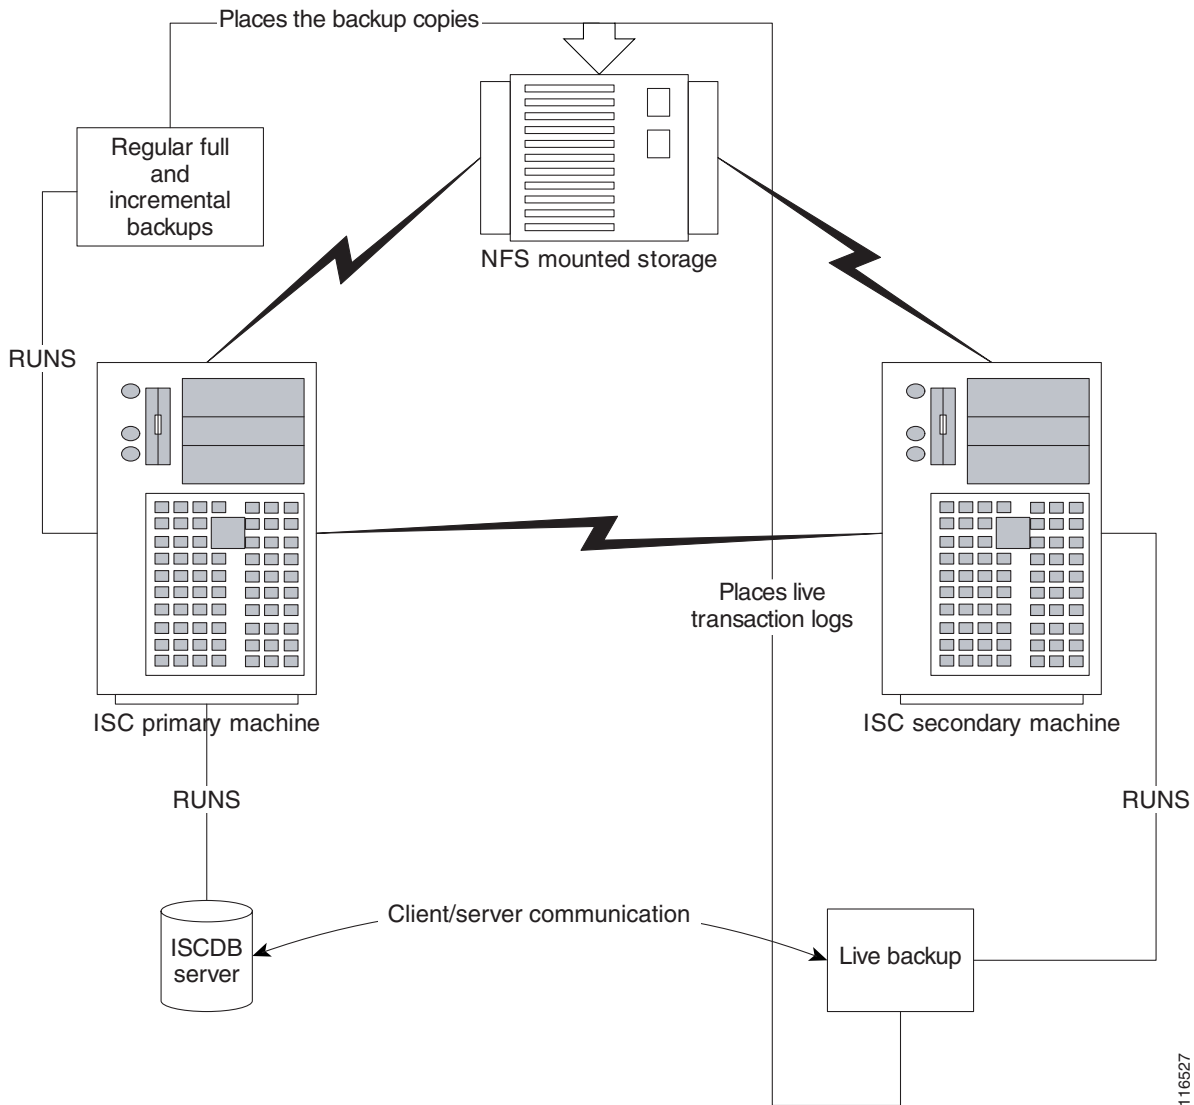 Places the backup copies
Regular full
and
incremental
backups
NFS mounted storage
RUNS
Places live
transaction logs
ISC primary machine
ISC secondary machine
RUNS
RUNS
Client/server communication
ISCDB
server
Live backup
116527